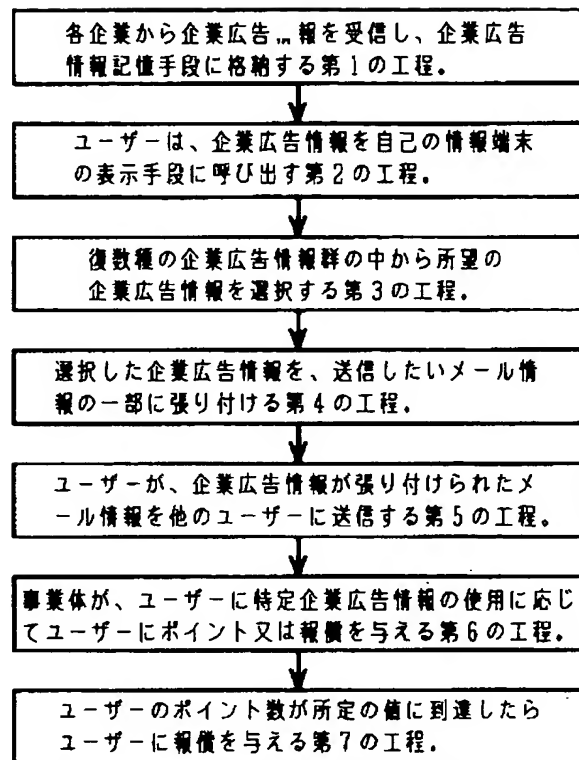 各企業から企業広告報を受信し、企業広告
情報記憶手段に格納する第1の工程.
ユーザーは、企業広告情報を自己の情報端末
の表示手段に呼び出す第2の工程.
復数種の企業広告情報群の中から所望の
企業広告情報を選択する第3の工程.
選択した企業広告情報を、送信したいメール情
報の一部に張り付ける第4の工程.
ユーザーが、企業広告情報が張り付けられたメ
ール情報を他のユーザーに送信する第5の工程.
事業体が、ユーザーに特定企業広告情報の使用に応じ
てユーザーにポイント又は報償を与える第6の工程.
ユーザーのポイント数が所定の値に到達したら
ユーザーに報償を与える第7の工程.